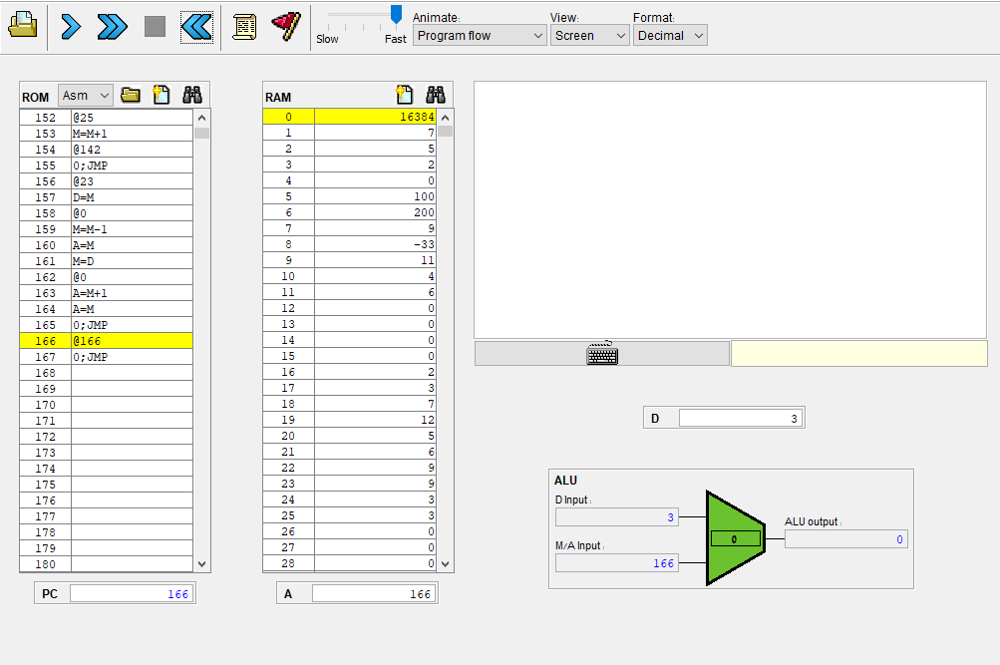 Slow Fast
Animate:
Program flow
View:
Screen
Format:
Decimal
ROM Asm
152 @25
153 M=M+1
154 @142
155 0;JMP
156 @23
157 D=M
158 @0
159 M=M-1
160 A=M
161 M=D
162 @0
163 A=M+1
164 A=M
165 0;JMP
166 @166
167 0;JMP
168
169
170
171
172
173
174
175
176
177
178
179
180
PC 166
RAM
0 16384
1 7
2 5
3 2
4 0
5 100
6 200
7 9
8 -33
9 11
10 4
11 6
12 0
13 0
14 0
15 0
16 2
17 3
18 7
19 12
20 5
21 6
22 9
23 9
24 3
25 3
26 0
27 0
28 0
A 166
D 3
ALU
D Input :
3
M/A Input :
166
0
ALU output :
0